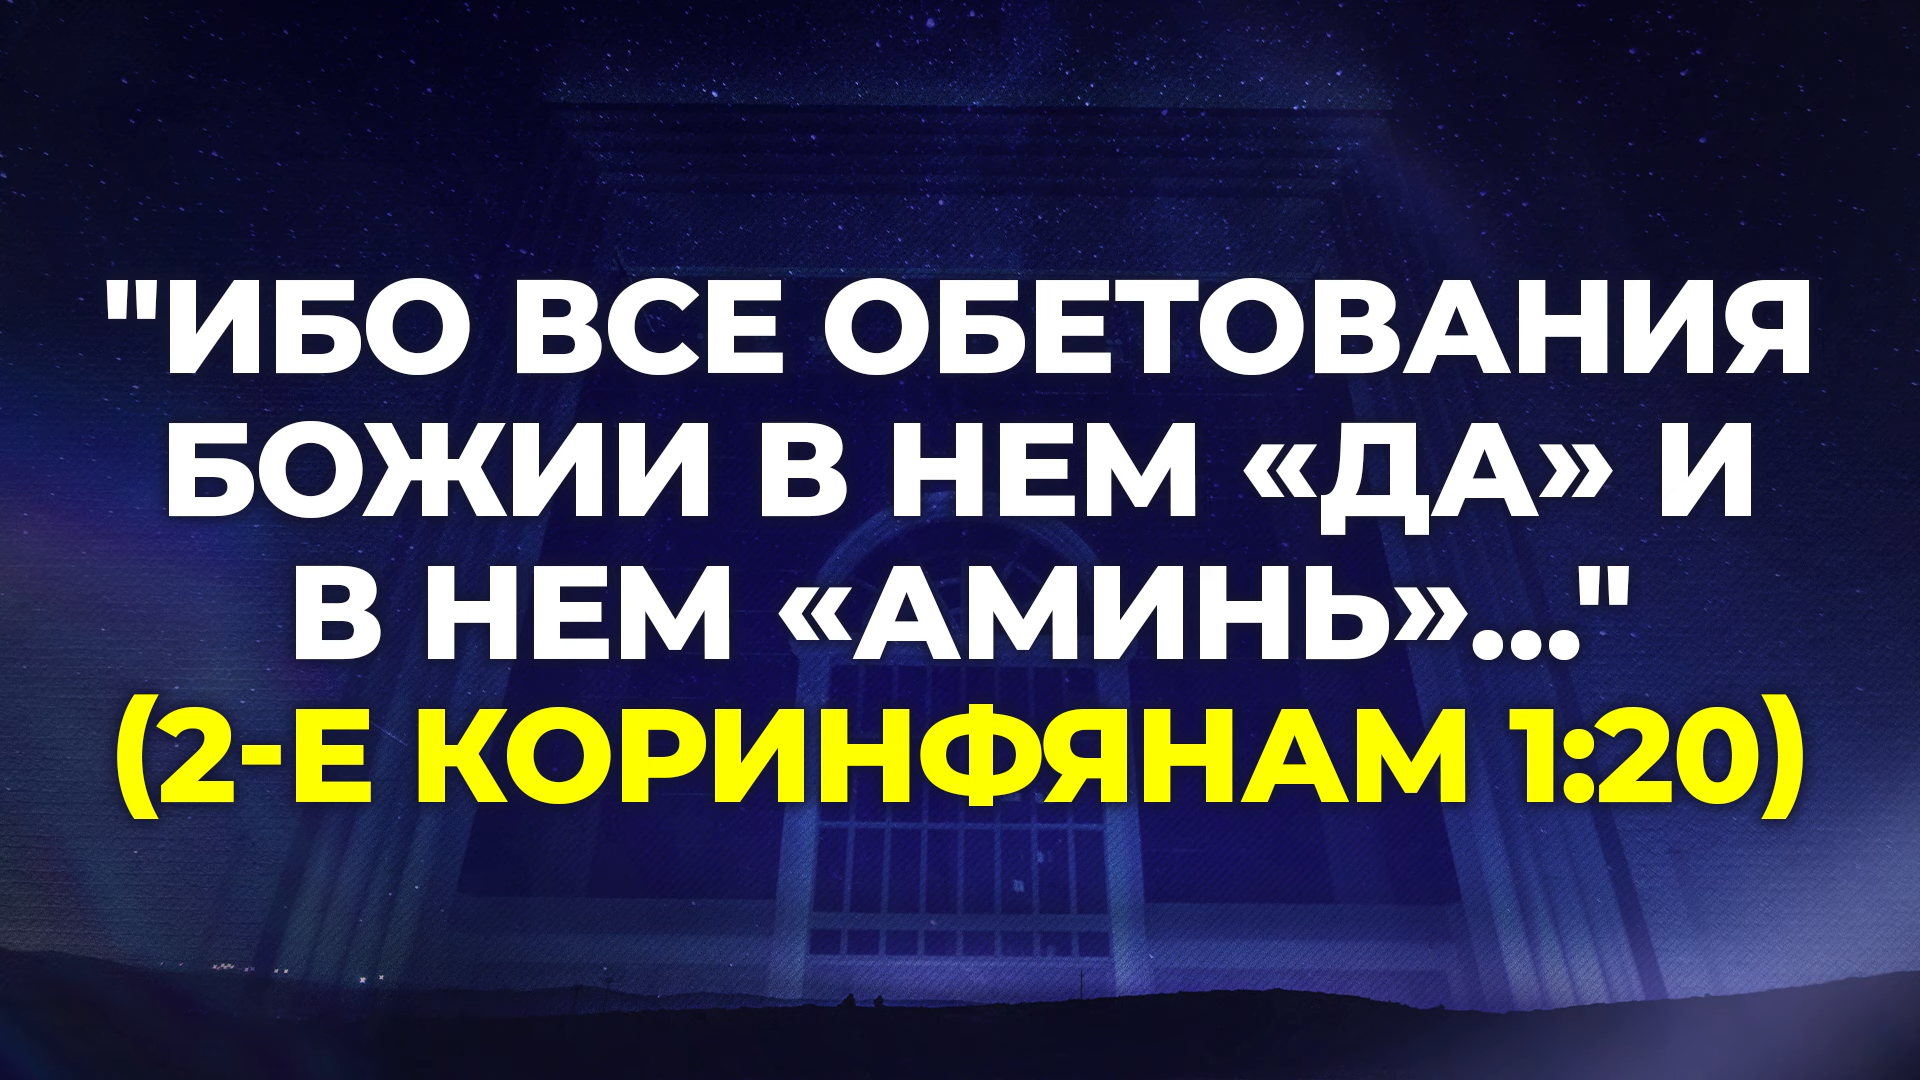 "ИБО ВСЕ ОБЕТОВАНИЯ
БОЖИИ В НЕМ «ДА» И
В НЕМ «АМИНЬ»..."
(2-Е КОРИНФЯНАМ 1:20)